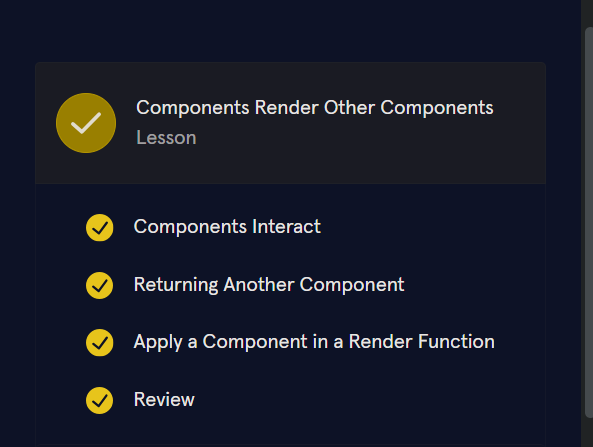 Components Render Other Components
Lesson
Components Interact
Returning Another Component
Apply a Component in a Render Function
Review